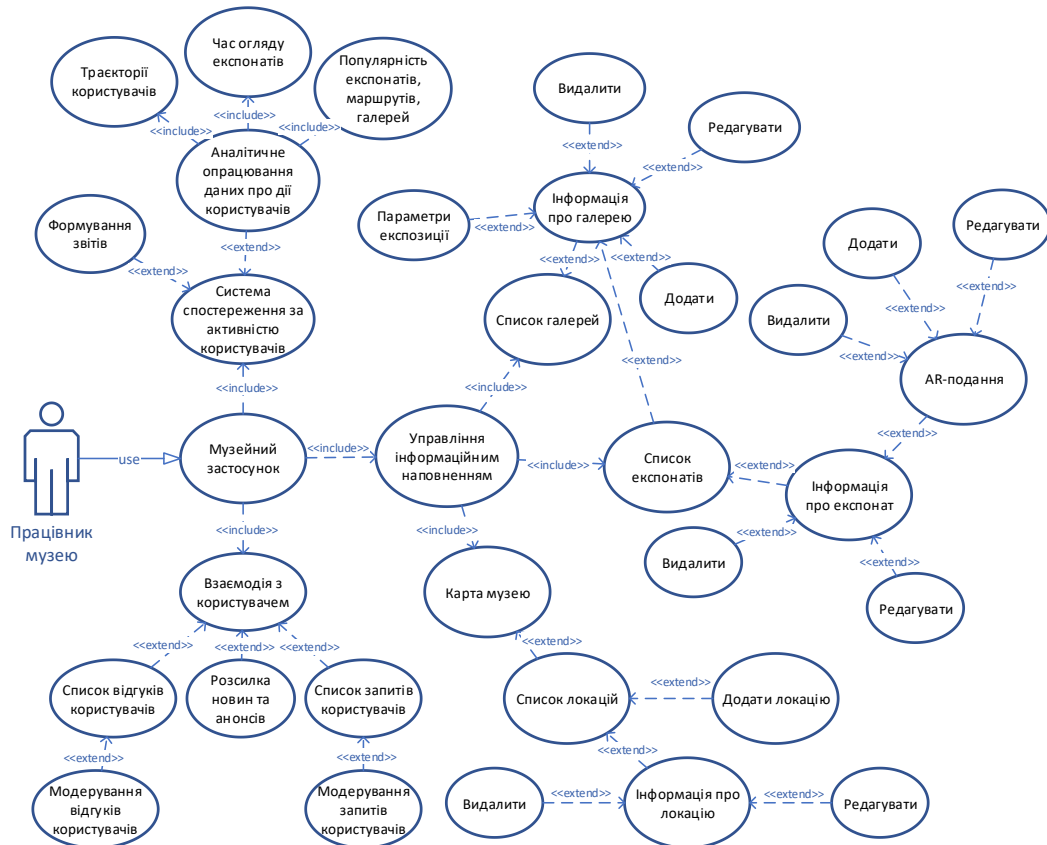 Час огляду
експонатів
Траєкторії
користувачів
Популярність
експонатів,
маршрутів,
галерей
<<include>>
<<include>>
<<include>>
Аналітичне
опрацювання
даних про дії
користувачів
Формування
звітів
<<extend>>
<<extend>>
Система
спостереження за
активністю
користувачів
<<include>>
Видалити
<<extend>>
Редагувати
<<extend>>
Інформація
про галерею
Параметри
експозиції
<<extend>>
<<extend>>
<<extend>>
Додати
Список галерей
<<extend>>
<<include>>
Додати
Редагувати
Видалити
<<extend>>
<<extend>>
<<extend>>
AR-подання
<<extend>>
Працівник
музею
use
Музейний
застосунок
<<include>>
Управління
інформаційним
наповненням
<<include>>
Список
експонатів
<<extend>>
Інформація
про експонат
Видалити
<<extend>>
<<extend>>
Редагувати
<<include>>
<<include>>
Взаємодія з
користувачем
<<extend>>
<<extend>>
<<extend>>
Список відгуків
користувачів
Розсилка
новин та
анонсів
Список запитів
користувачів
<<extend>>
<<extend>>
Модерування
відгуків
користувачів
Модерування
запитів
користувачів
Карта музею
<<extend>>
Список локацій
<<extend>>
Додати локацію
<<extend>>
Видалити
<<extend>>
Інформація про
локацію
<<extend>>
Редагувати